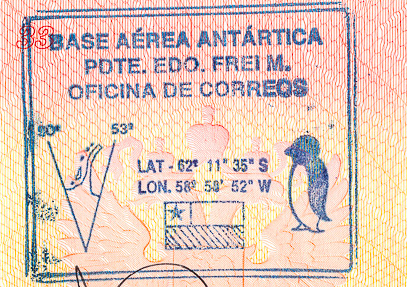 33
BASE AÉREA ANTÁRTICA
PDTE. EDO. FREI M.
OFICINA DE CORREOS
90° 53°
LAT - 62° 11" 35" S
LON. 58° 58' 52" W